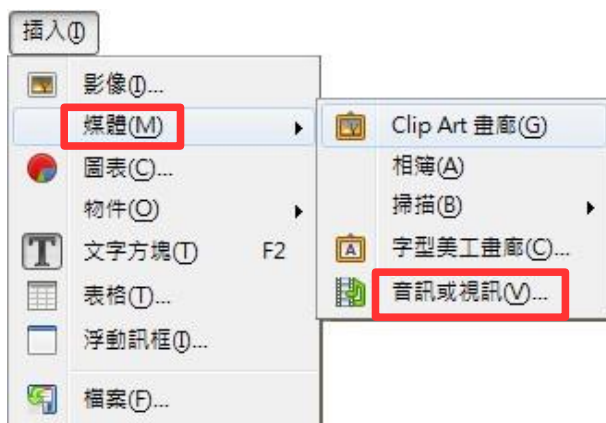 插入(I)
影像(I)...
媒體(M)
圖表(C)...
物件(O)
文字方塊(T) F2
表格(T)...
浮動訊框(I)...
檔案(F)...
Clip Art 畫廊(G)
相簿(A)
掃描(B)
字型美工畫廊(C)...
音訊或視訊(V)...